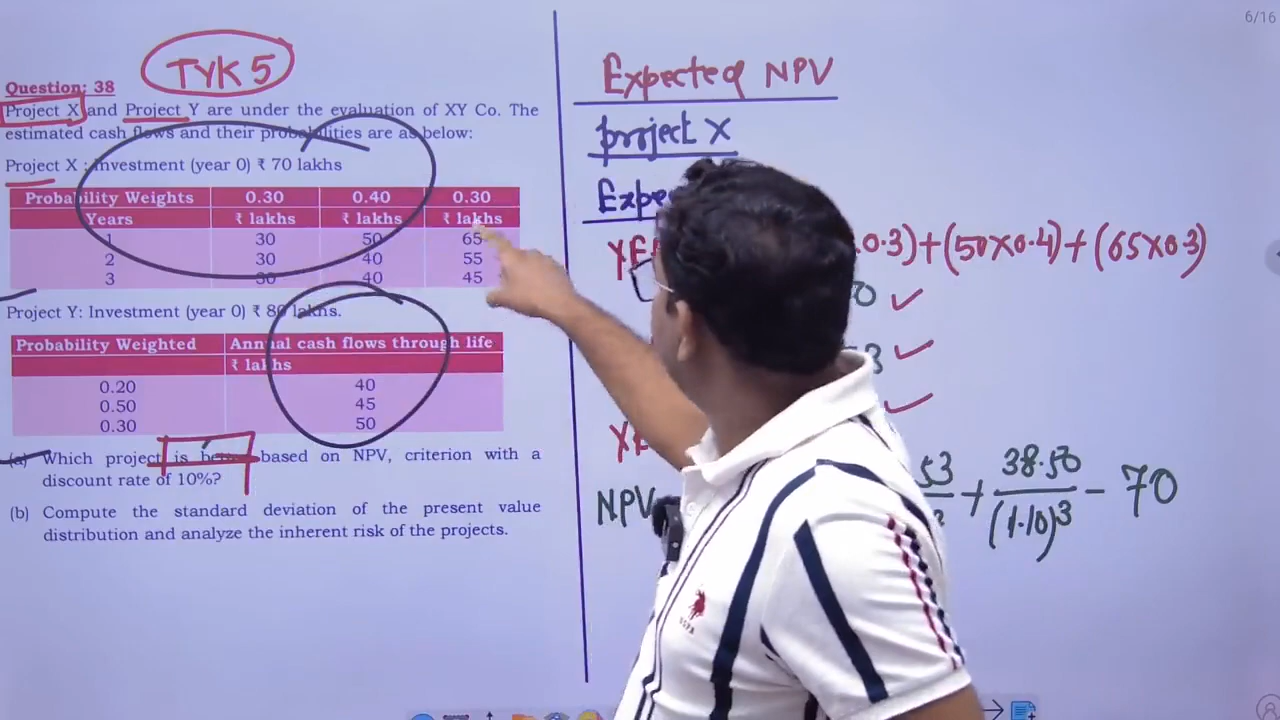 6/16
TYK 5
Question: 38
Project X and Project Y are under the evaluation of XY Co. The
estimated cash flows and their probabilities are as below:
Project X : Investment (year 0) ₹ 70 lakhs
Probability Weights 0.30 0.40 0.30
Years ₹ lakhs ₹ lakhs ₹ lakhs
1 30 50 65
2 30 40 55
3 30 40 45
Project Y: Investment (year 0) ₹ 80 lakhs.
Probability Weighted Annual cash flows through life
₹ lakhs
0.20 40
0.50 45
0.30 50
(a) Which project is better based on NPV, criterion with a
discount rate of 10%?
(b) Compute the standard deviation of the present value
distribution and analyze the inherent risk of the projects.
Expected NPV
project X
0.3)+(50×0.4)+(65×0.3)
53 + 38.50 - 70
NPV (1.10)³